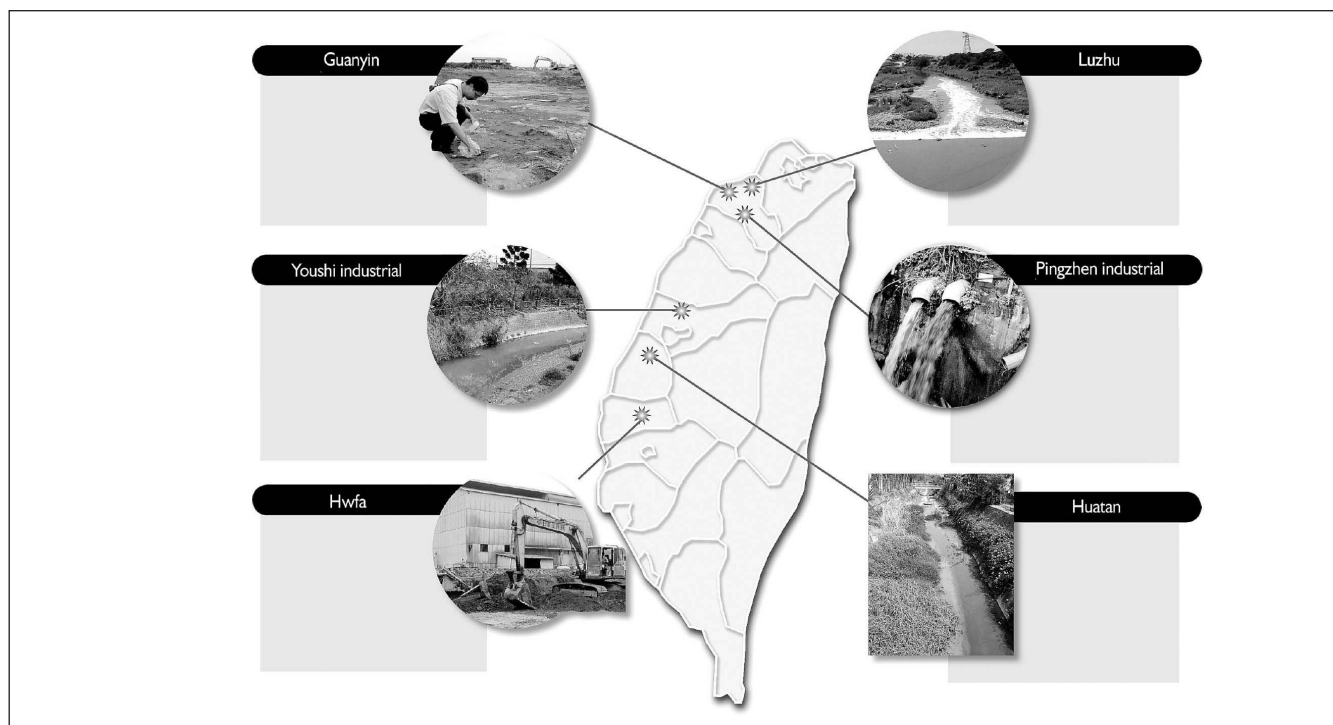 Guanyin
Luzhu
Youshi industrial
Pingzhen industrial
Hwfa
Huatan